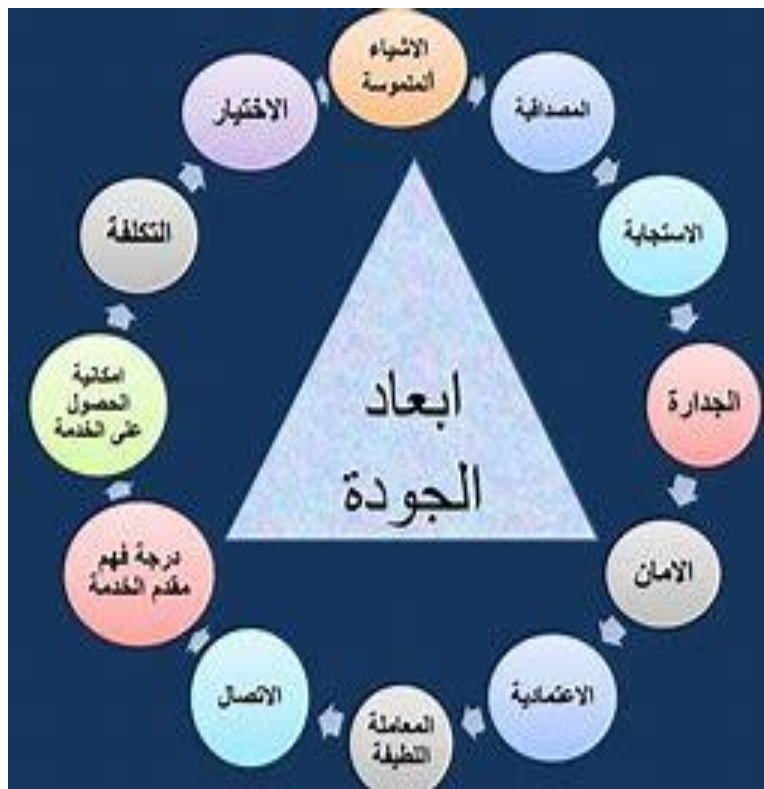 الاشياء
الملموسة
المصداقية
الاستجابة
الجدارة
الامان
الاعتمادية
المعاملة
اللطيفة
الاتصال
درجة فهم
مقدم الخدمة
امكانية
الحصول
على الخدمة
التكلفة
الاختيار
ابعاد
الجودة